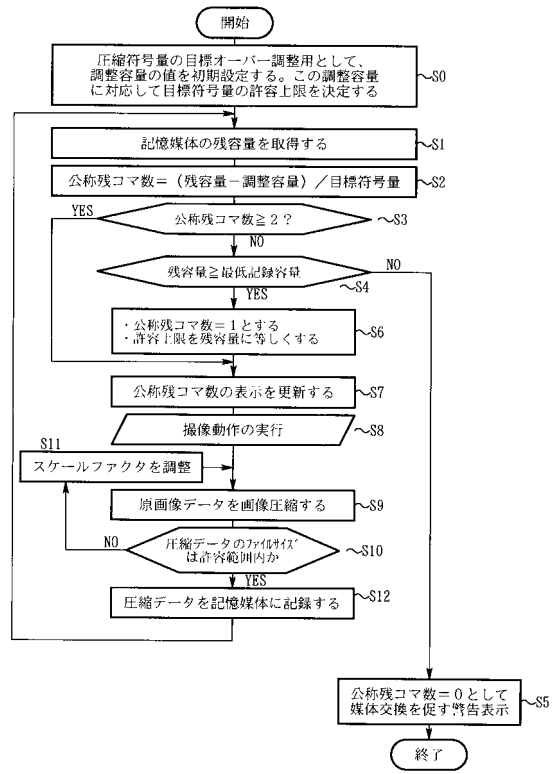 開始
圧縮符号量の目標オーバー調整用として、
調整容量の値を初期設定する。この調整容量
に対応して目標符号量の許容上限を決定する
S0
記憶媒体の残容量を取得する
S1
公称残コマ数=(残容量-調整容量)/目標符号量
S2
YES
公称残コマ数≧2?
S3
NO
残容量≧最低記録容量
NO
S4
YES
・公称残コマ数=1とする
・許容上限を残容量に等しくする
S6
公称残コマ数の表示を更新する
S7
撮像動作の実行
S8
S11
スケールファクタを調整
原画像データを画像圧縮する
S9
NO
圧縮データのファイルサイズ
は許容範囲内か
S10
YES
圧縮データを記憶媒体に記録する
S12
公称残コマ数=0として
媒体交換を促す警告表示
S5
終了